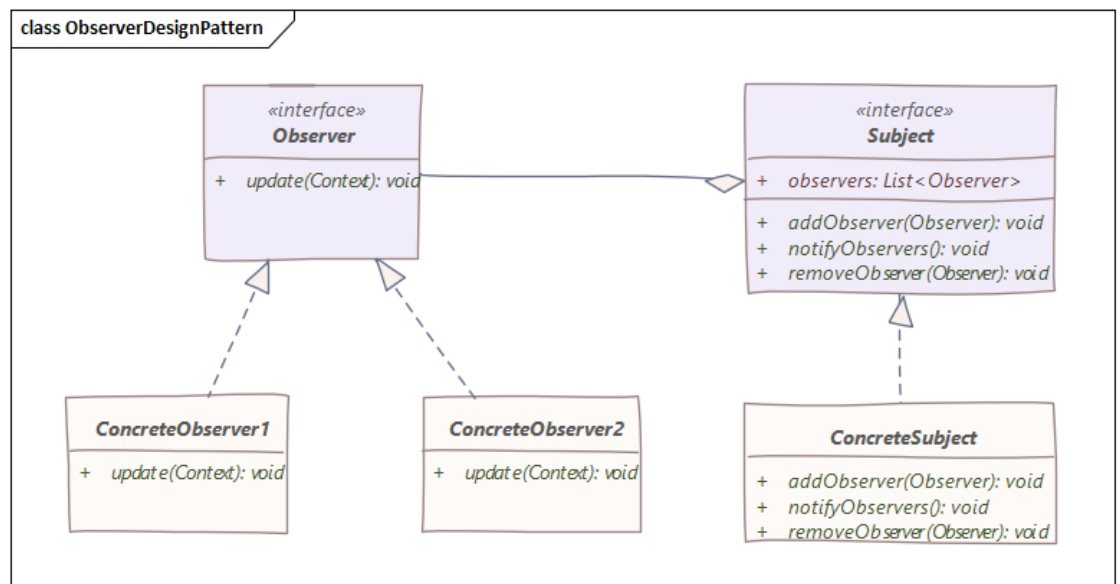 class ObserverDesignPattern
«interface»
Observer
+ update(Context): void
«interface»
Subject
+ observers: List<Observer>
+ addObserver(Observer): void
+ notifyObservers(): void
+ removeObserver(Observer): void
ConcreteObserver1
+ update(Context): void
ConcreteObserver2
+ update(Context): void
ConcreteSubject
+ addObserver(Observer): void
+ notifyObservers(): void
+ removeObserver(Observer): void